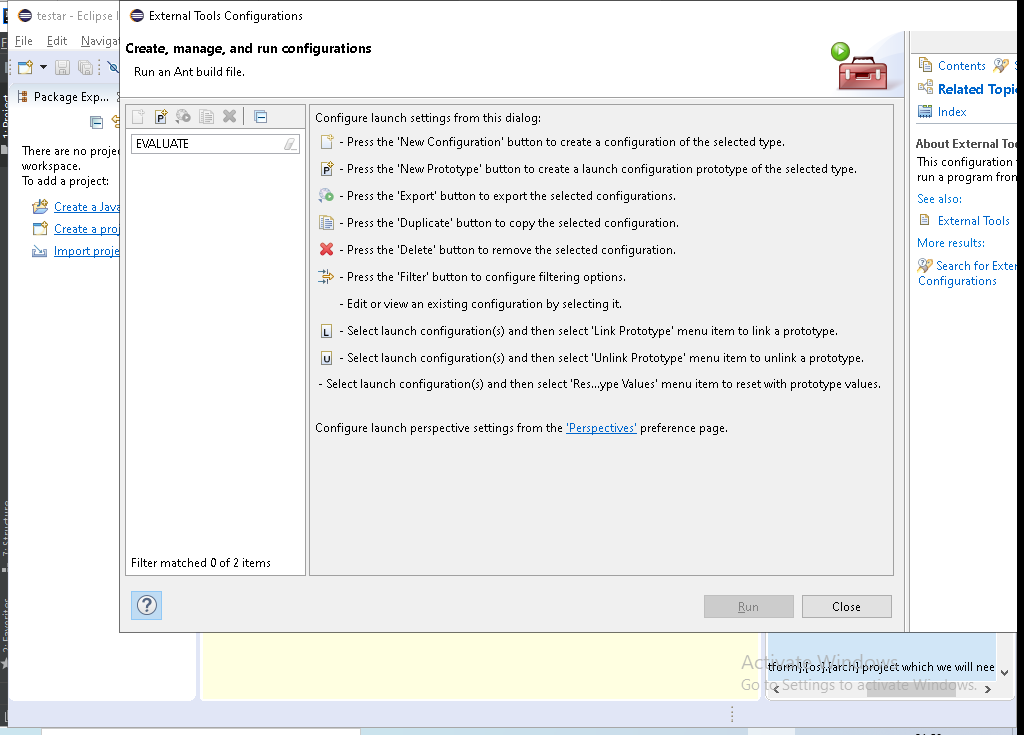 testar - Eclipse
File Edit Naviga
Package Exp...
There are no proje
workspace.
To add a project:
Create a Java
Create a pro
Import proje
External Tools Configurations
Create, manage, and run configurations
Run an Ant build file.
EVALUATE
Filter matched 0 of 2 items
Configure launch settings from this dialog:
- Press the 'New Configuration' button to create a configuration of the selected type.
P - Press the 'New Prototype' button to create a launch configuration prototype of the selected type.
- Press the 'Export' button to export the selected configurations.
- Press the 'Duplicate' button to copy the selected configuration.
- Press the 'Delete' button to remove the selected configuration.
- Press the 'Filter' button to configure filtering options.
- Edit or view an existing configuration by selecting it.
L - Select launch configuration(s) and then select 'Link Prototype' menu item to link a prototype.
U - Select launch configuration(s) and then select 'Unlink Prototype' menu item to unlink a prototype.
- Select launch configuration(s) and then select 'Res...ype Values' menu item to reset with prototype values.
Configure launch perspective settings from the 'Perspectives' preference page.
?
Run
Close
Contents
Related Topi
Index
About External Too
This configuration
run a program from
See also:
External Tools
More results:
Search for Exter
Configurations
tform}.{os}.{arch} project which we will nee
Activate Windows
Go to Settings to activate Windows.